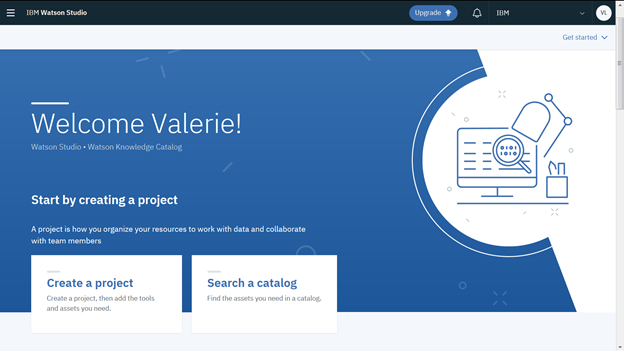 IBM Watson Studio
Upgrade
IBM
VL
Get started
Welcome Valerie!
Watson Studio • Watson Knowledge Catalog
Start by creating a project
A project is how you organize your resources to work with data and collaborate
with team members
Create a project
Create a project, then add the tools
and assets you need.
Search a catalog
Find the assets you need in a catalog.
0101
1010